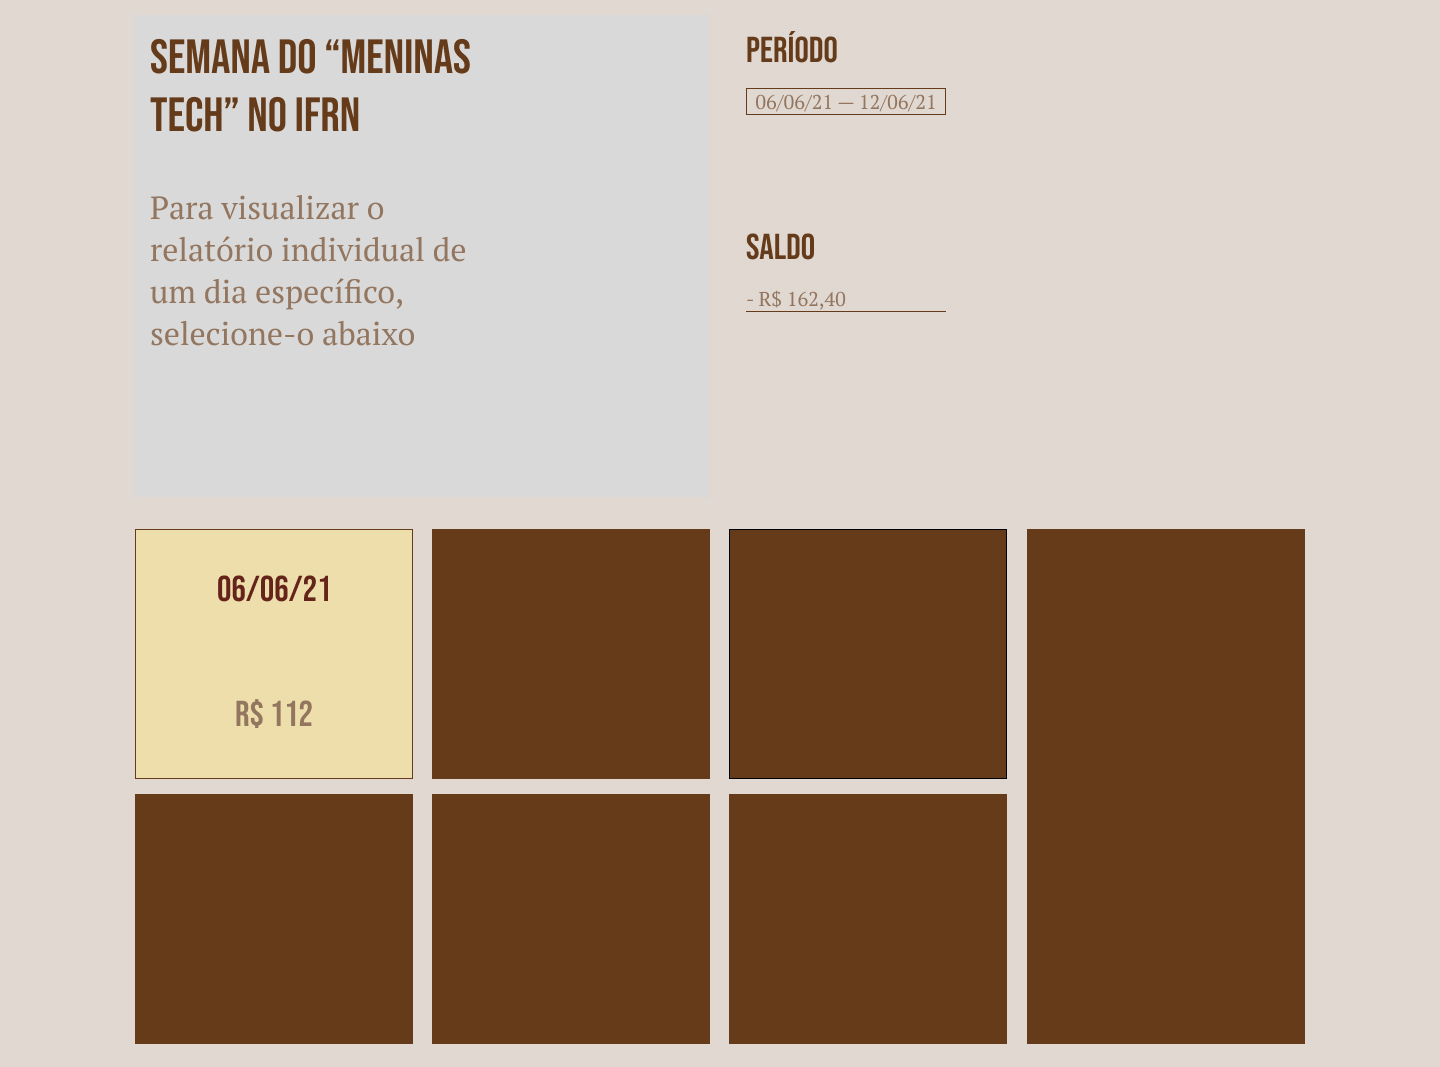 SEMANA DO “MENINAS
TECH” NO IFRN
Para visualizar o
relatório individual de
um dia específico,
selecione-o abaixo
PERÍODO
06/06/21 — 12/06/21
SALDO
- R$ 162,40
06/06/21
R$ 112